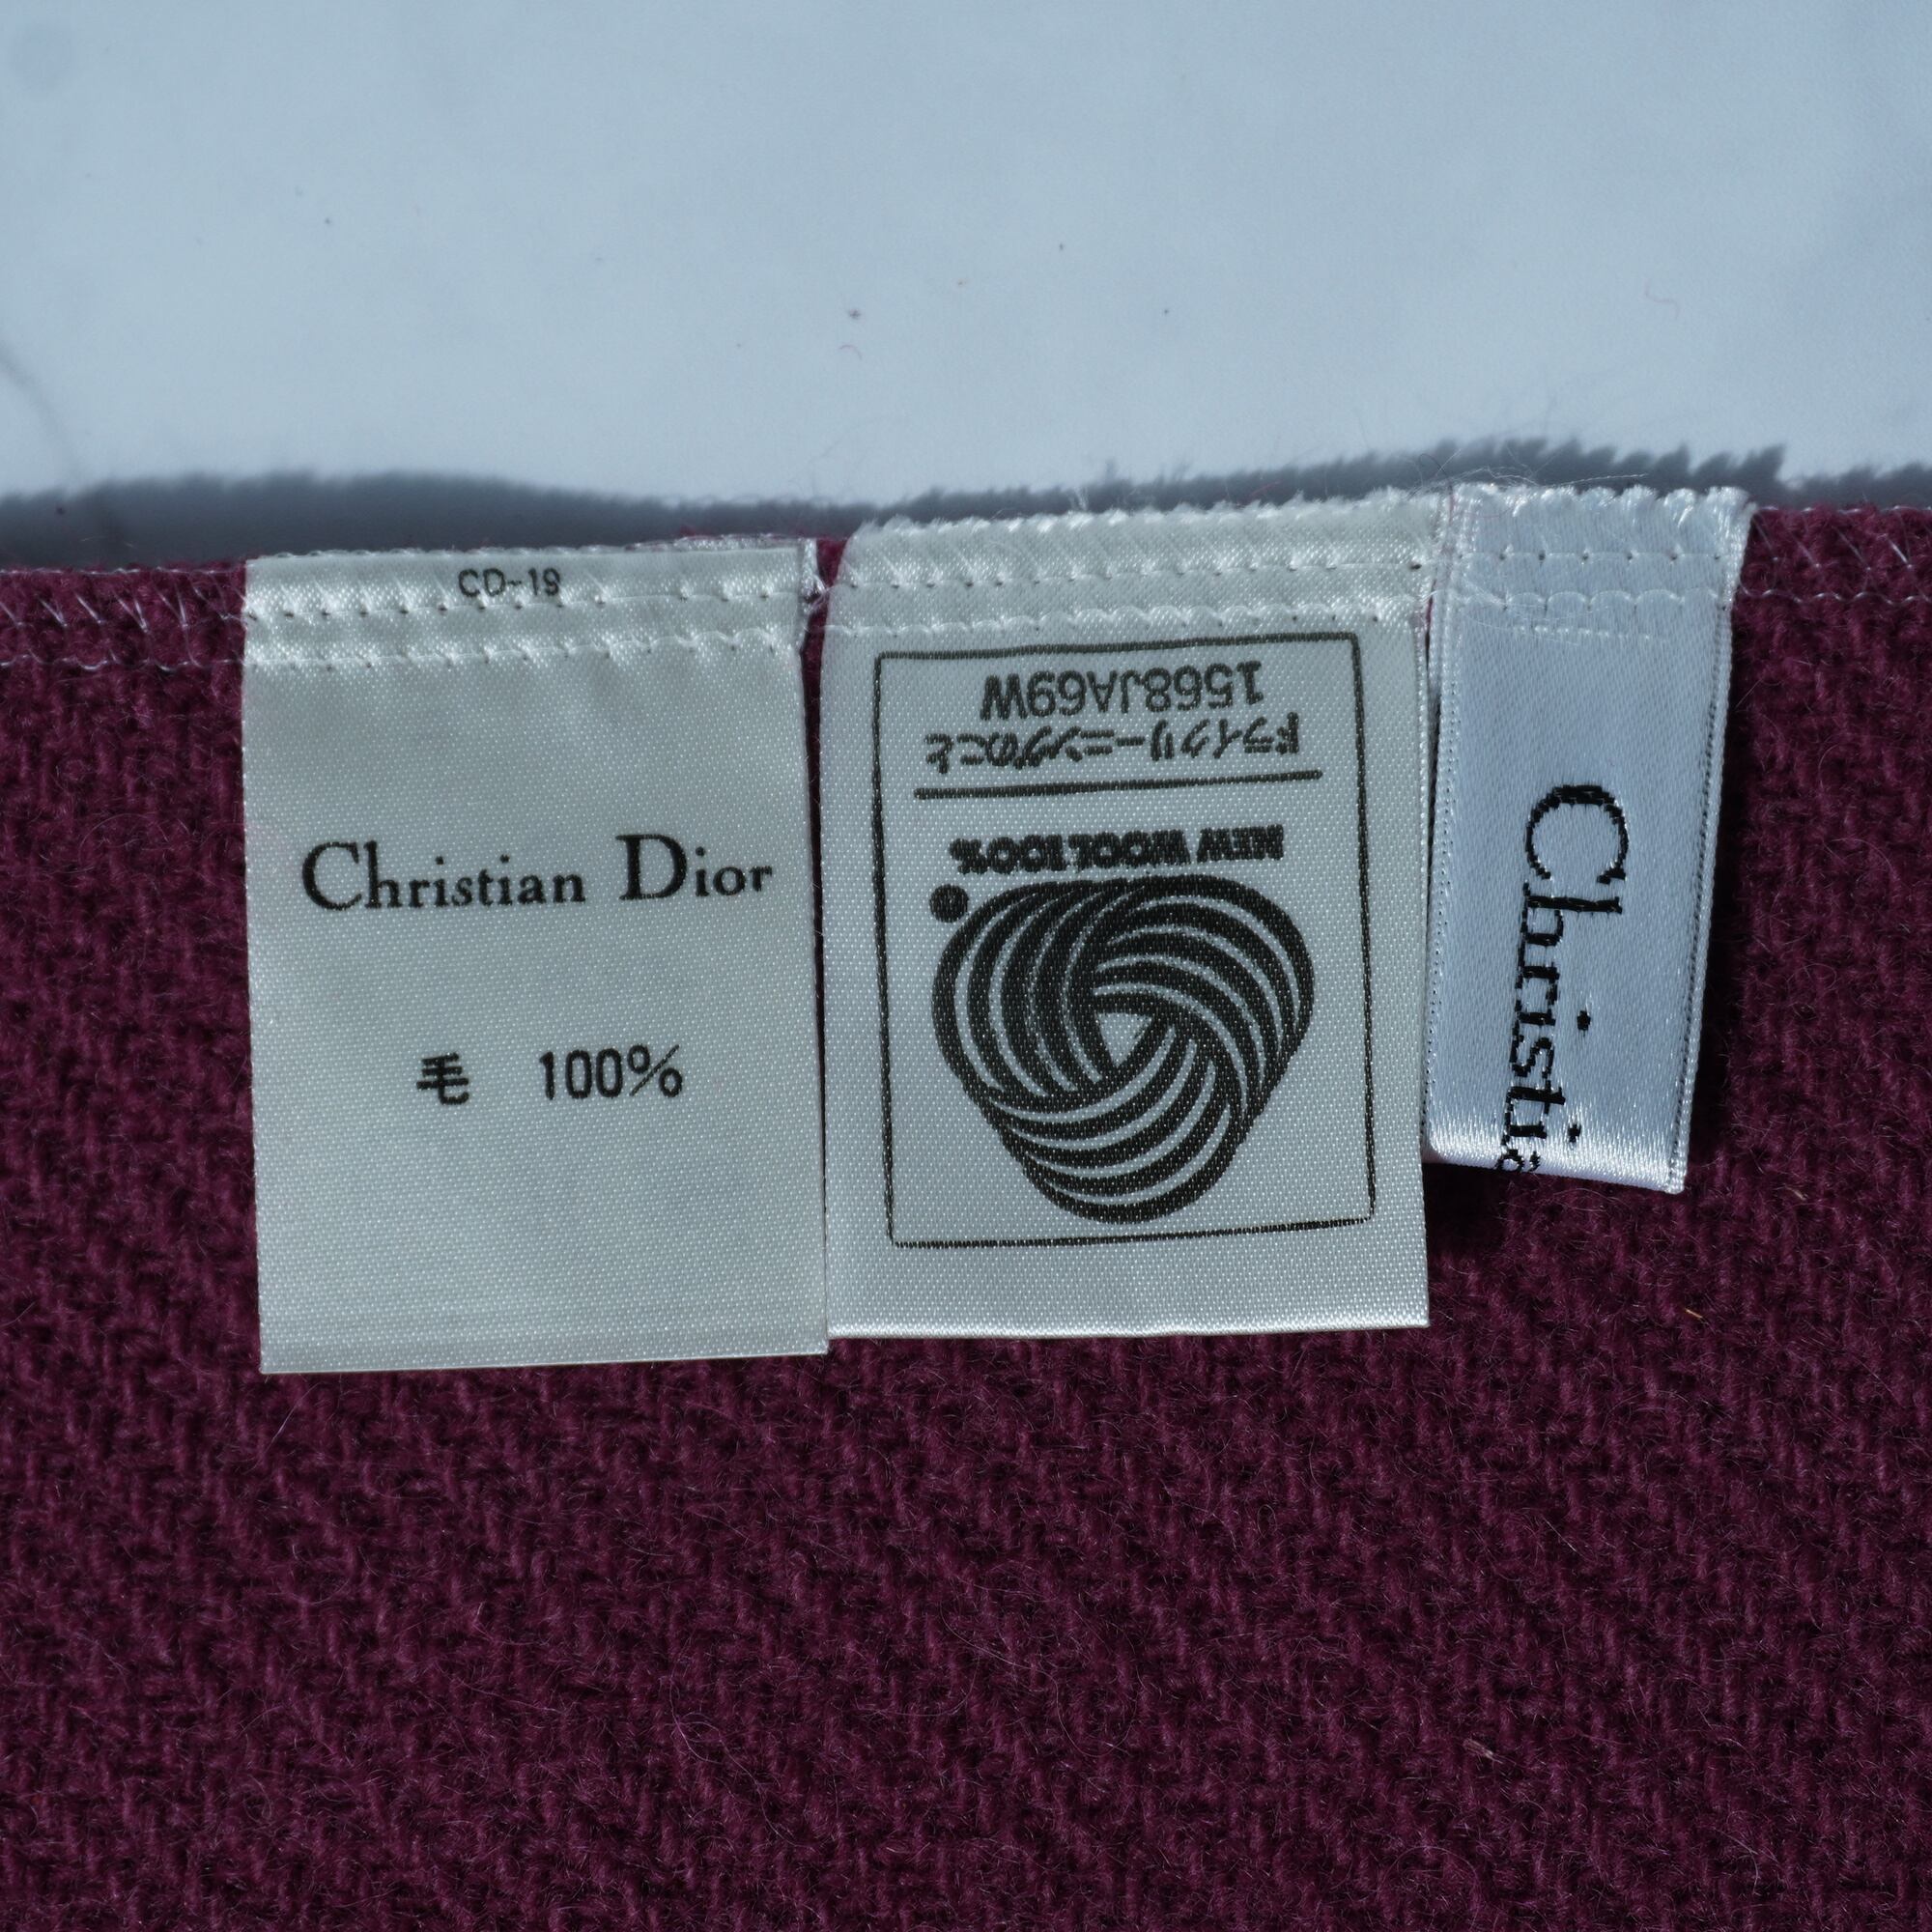 CD-19
Christian Dior
毛 100%
NEW WOOL 100%
ドライクリーニングのこと
1568JA69W
Christia